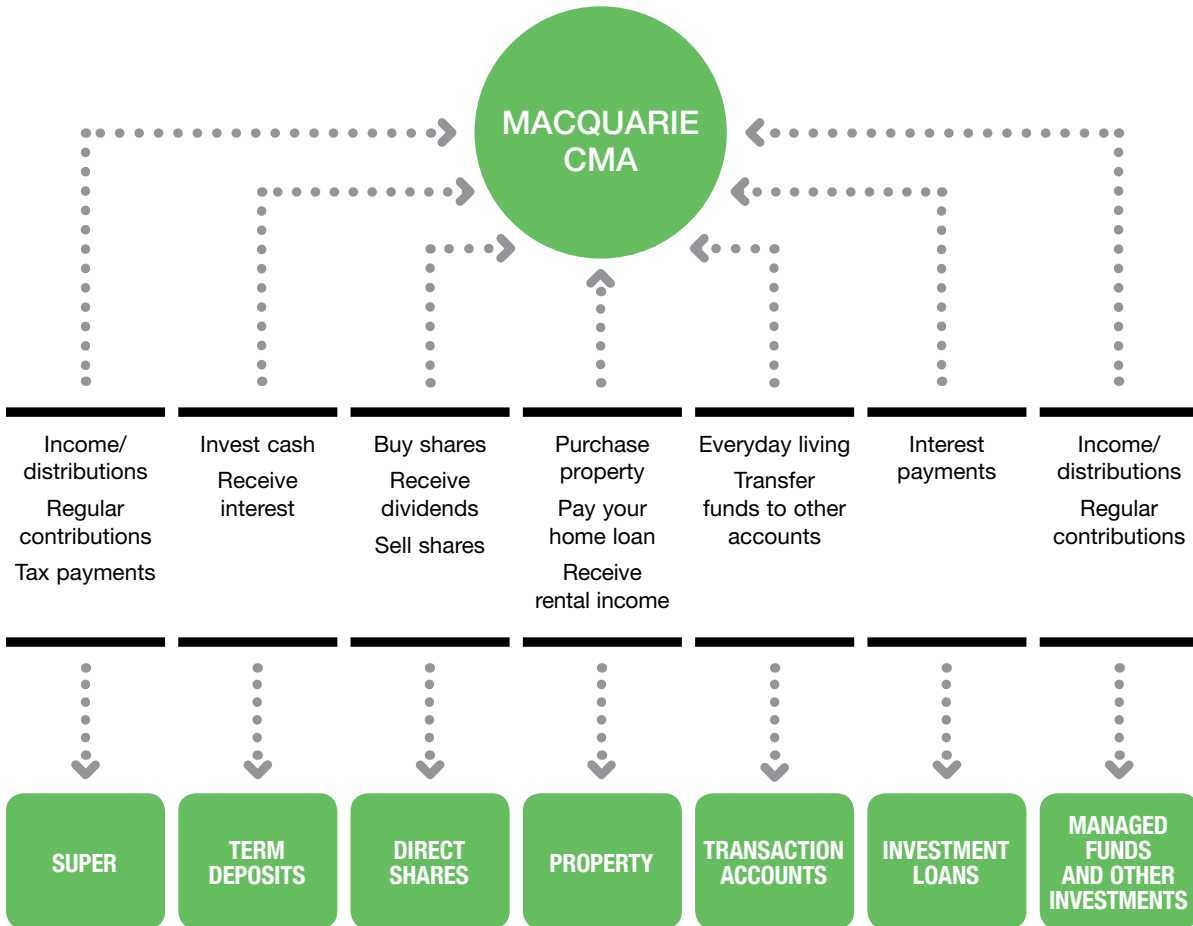 MACQUARIE
CMA
Income/
distributions
Regular
contributions
Tax payments
Invest cash
Receive
interest
Buy shares
Receive
dividends
Sell shares
Purchase
property
Pay your
home loan
Receive
rental income
Everyday living
Transfer
funds to other
accounts
Interest
payments
Income/
distributions
Regular
contributions
SUPER
TERM
DEPOSITS
DIRECT
SHARES
PROPERTY
TRANSACTION
ACCOUNTS
INVESTMENT
LOANS
MANAGED
FUNDS
AND OTHER
INVESTMENTS